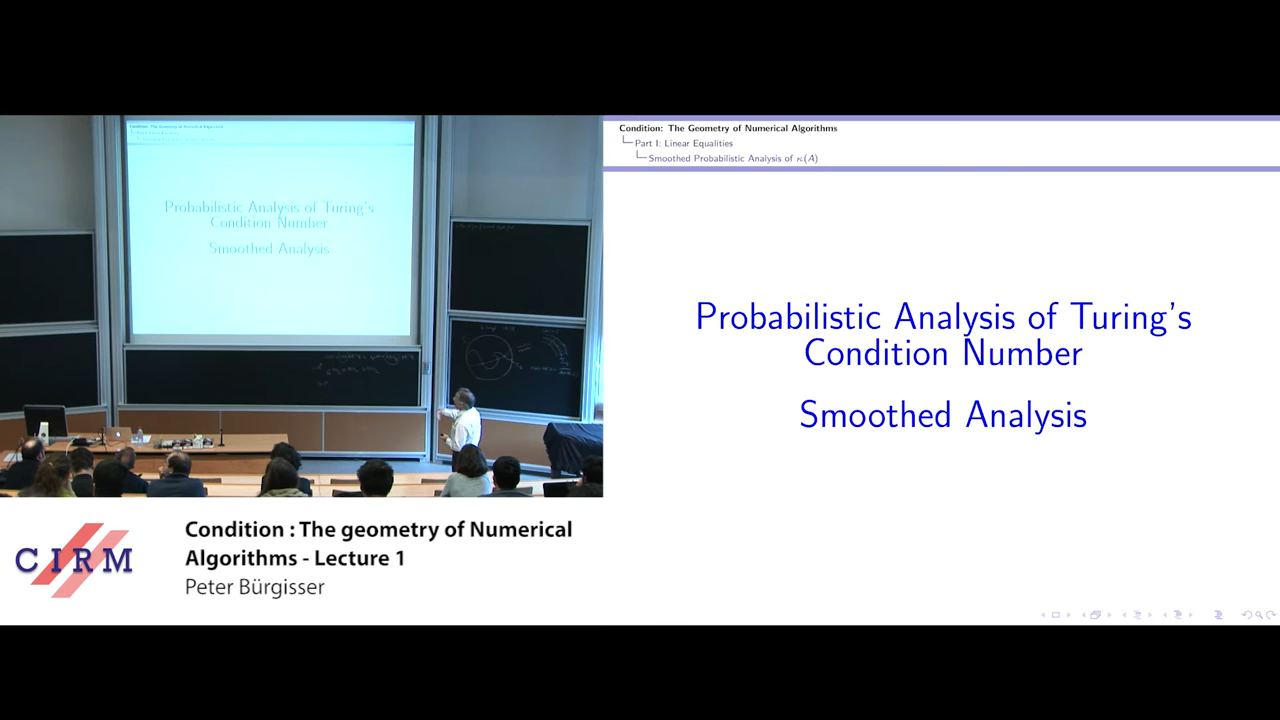 Condition: The Geometry of Numerical Algorithms
Part I: Linear Equalities
Smoothed Probabilistic Analysis of κ(A)
Probabilistic Analysis of Turing's
Condition Number
Smoothed Analysis
Probabilistic Analysis of Turing's
Condition Number
Smoothed Analysis
CIRM
Condition : The geometry of Numerical
Algorithms - Lecture 1
Peter Bürgisser